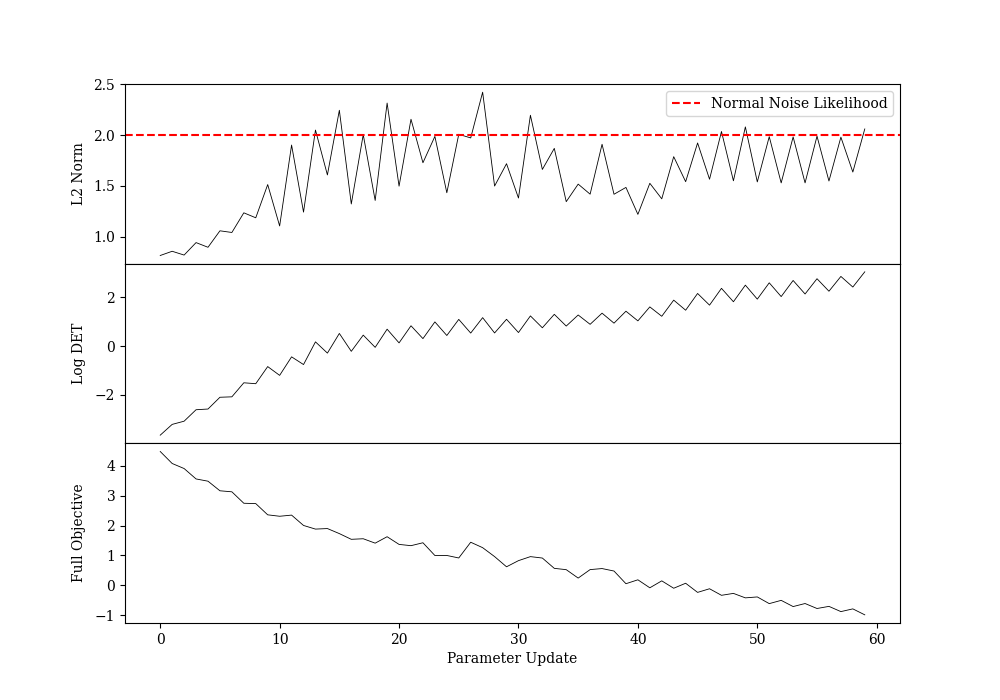 2.5
2.0
1.5
1.0
L2 Norm
Normal Noise Likelihood
2
0
−2
Log DET
4
3
2
1
0
−1
Full Objective
0 10 20 30 40 50 60
Parameter Update